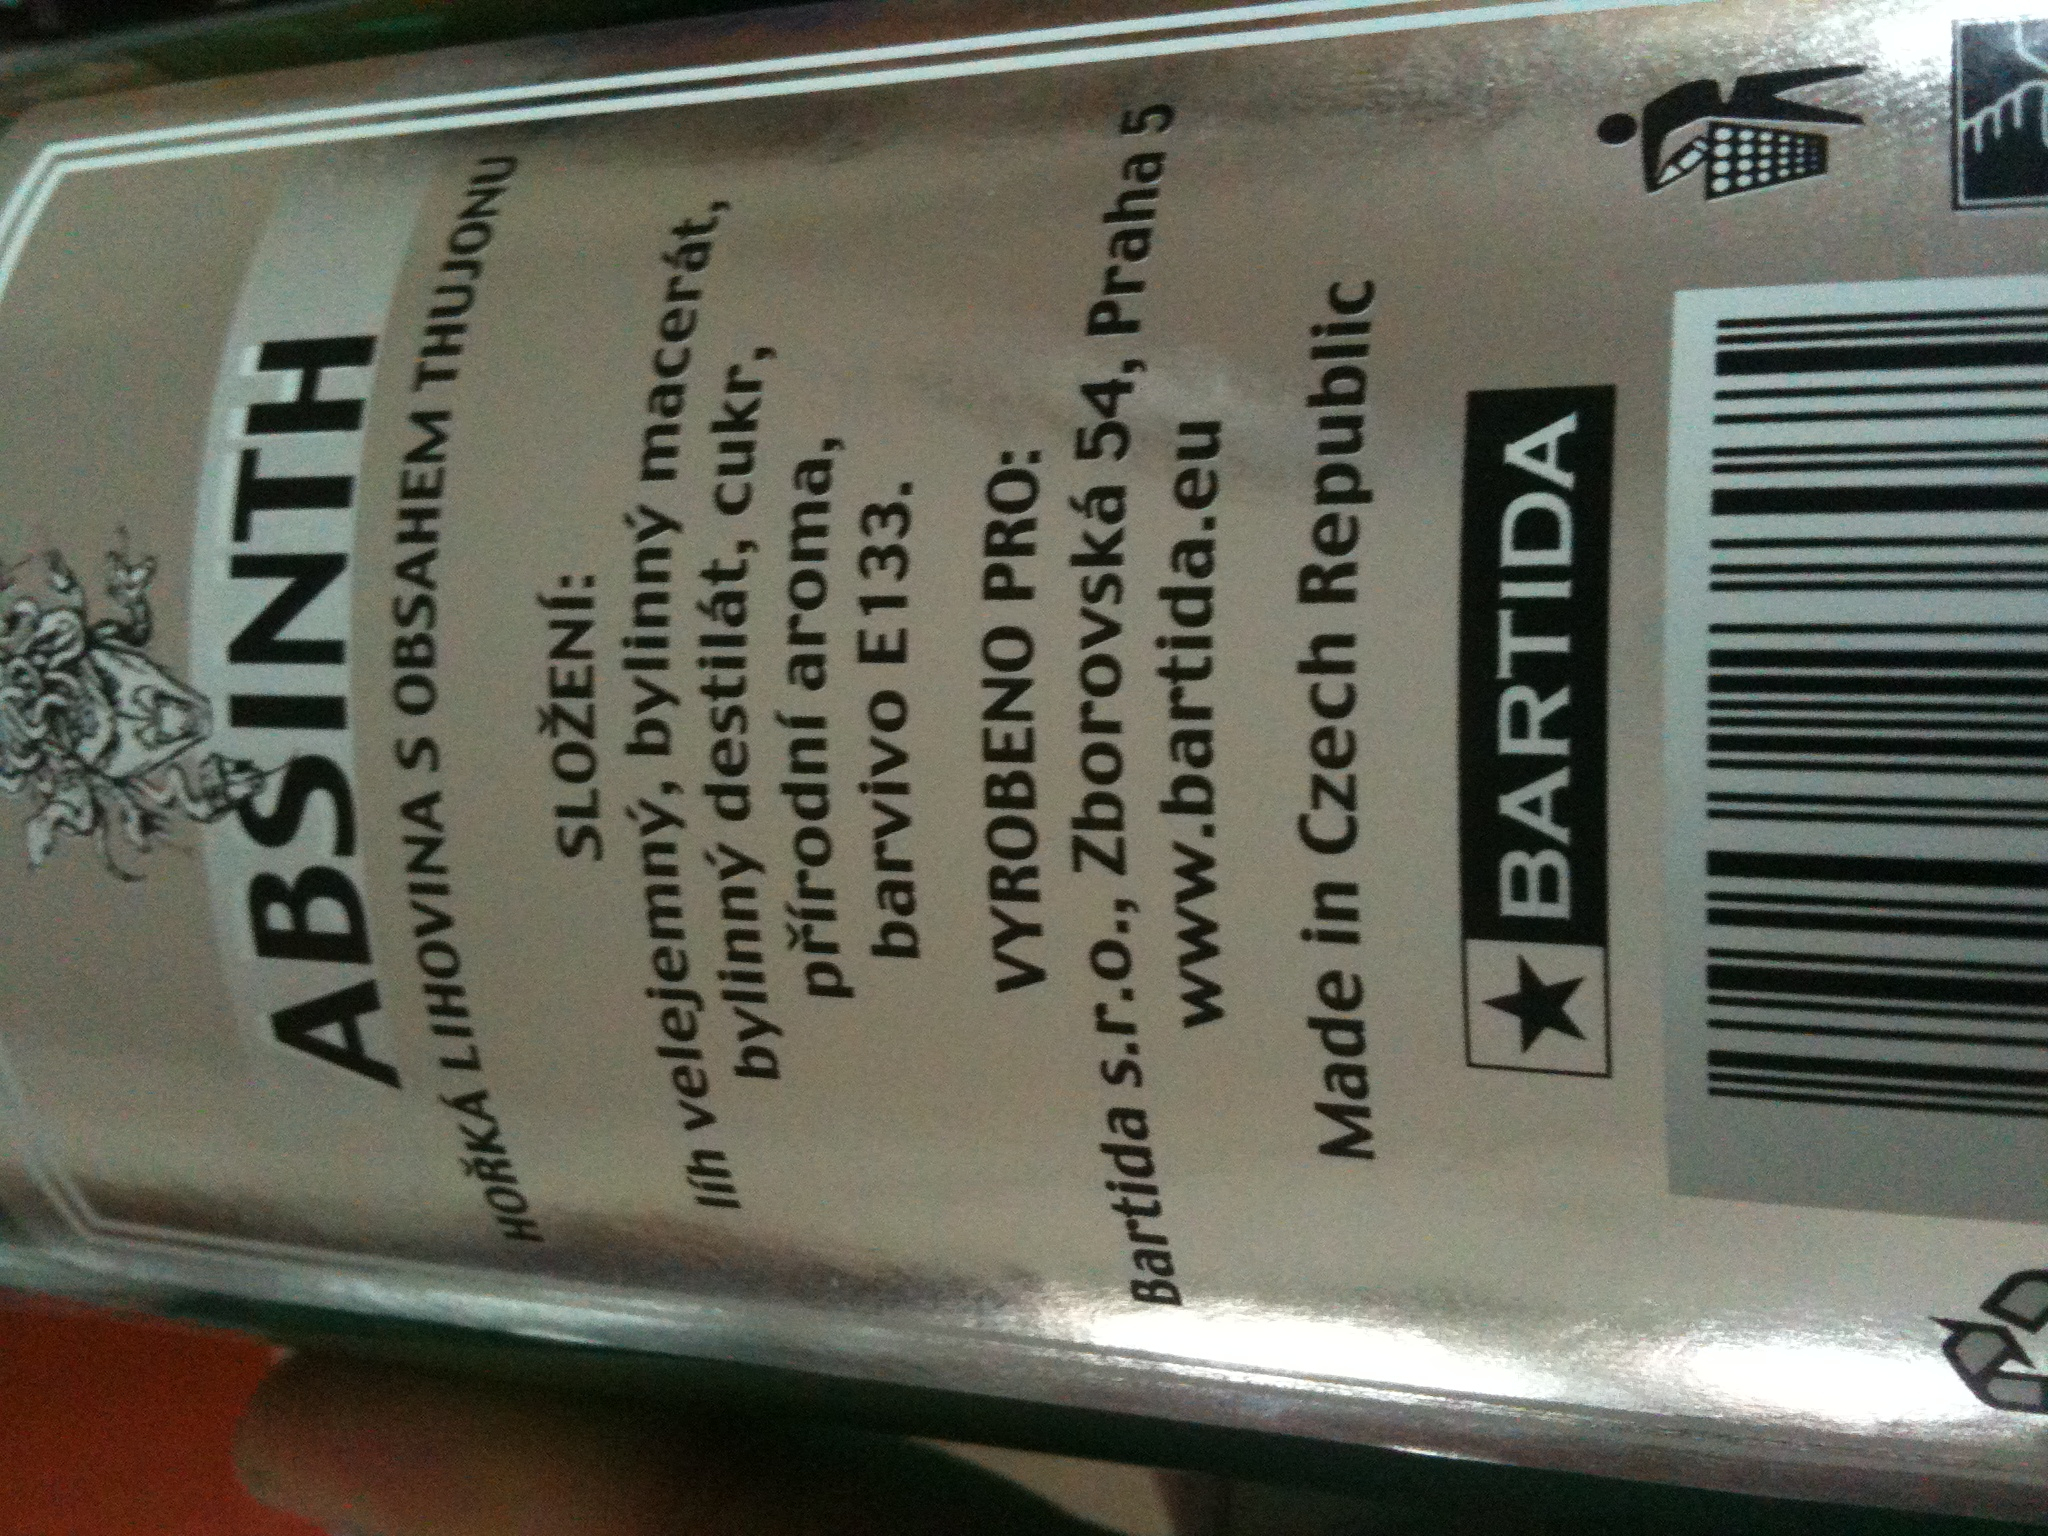 ABSINTH
HOŘKÁ LIHOVINA S OBSAHEM THUJONU
SLOŽENÍ:
líh velejemný, bylinný macerát,
bylinný destilát, cukr,
přírodní aroma,
barvivo E133.
VYROBENO PRO:
Bartida s.r.o., Zborovská 54, Praha 5
www.bartida.eu
Made in Czech Republic
BARTIDA